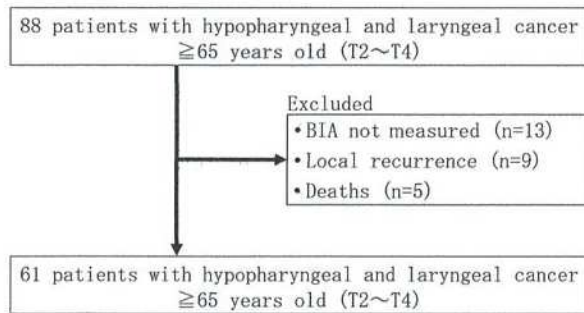 88 patients with hypopharyngeal and laryngeal cancer
≧65 years old (T2～T4)
Excluded
•BIA not measured (n=13)
•Local recurrence (n=9)
•Deaths (n=5)
61 patients with hypopharyngeal and laryngeal cancer
≧65 years old (T2～T4)